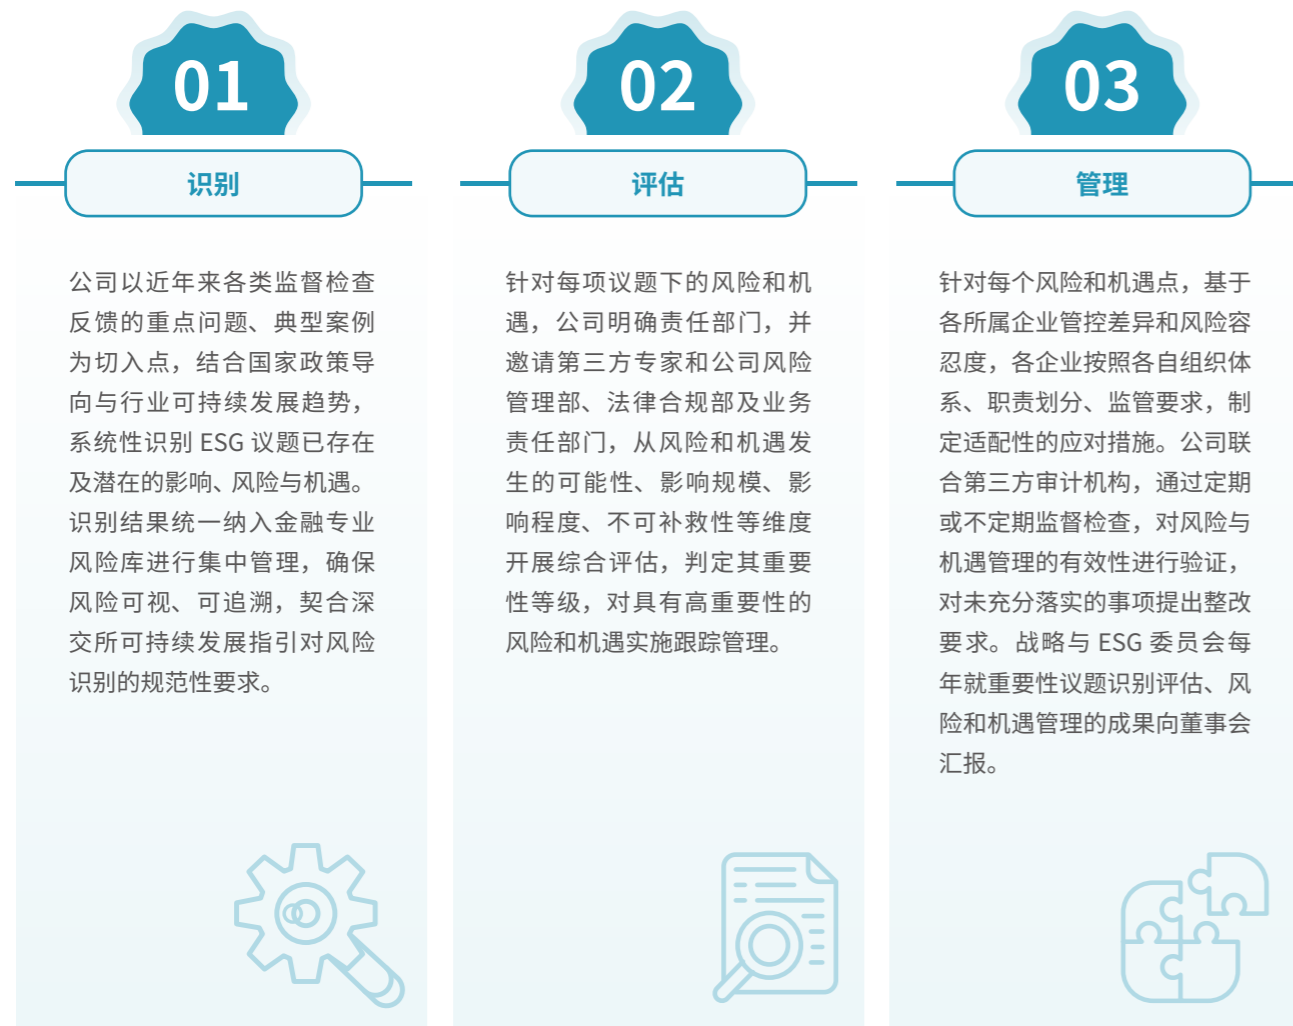 01
识别
公司以近年来各类监督检查
反馈的重点问题、典型案例
为切入点，结合国家政策导
向与行业可持续发展趋势，
系统性识别 ESG 议题已存在
及潜在的影响、风险与机遇。
识别结果统一纳入金融专业
风险库进行集中管理，确保
风险可视、可追溯，契合深
交所可持续发展指引对风险
识别的规范性要求。
02
评估
针对每项议题下的风险和机
遇，公司明确责任部门，并
邀请第三方专家和公司风险
管理部、法律合规部及业务
责任部门，从风险和机遇发
生的可能性、影响规模、影
响程度、不可补救性等维度
开展综合评估，判定其重要
性等级，对具有高重要性的
风险和机遇实施跟踪管理。
03
管理
针对每个风险和机遇点，基于
各所属企业管控差异和风险容
忍度，各企业按照各自组织体
系、职责划分、监管要求，制
定适配性的应对措施。公司联
合第三方审计机构，通过定期
或不定期监督检查，对风险与
机遇管理的有效性进行验证，
对未充分落实的事项提出整改
要求。战略与 ESG 委员会每
年就重要性议题识别评估、风
险和机遇管理的成果向董事会
汇报。